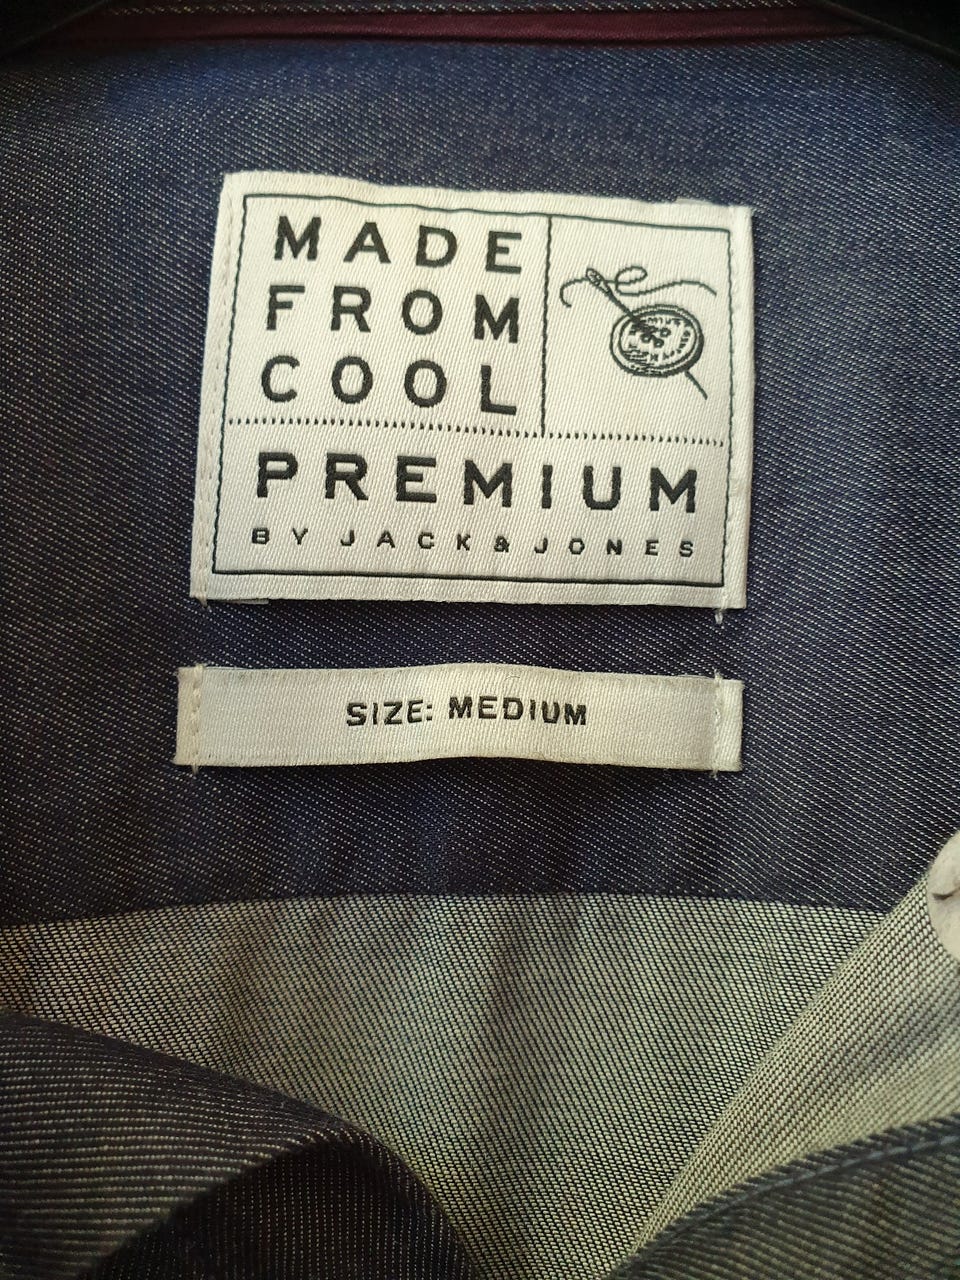 MADE
FROM
COOL
PREMIUM
BY JACK & JONES
SIZE: MEDIUM